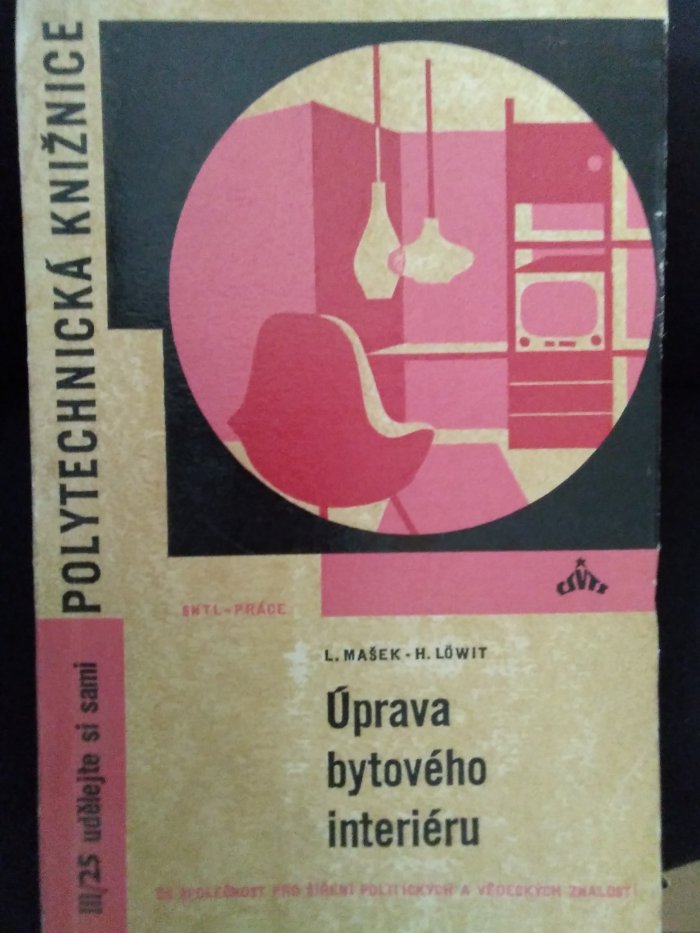 POLYTECHNICKÁ KNIŽNICE
III/25 udělejte si sami
SNTL-PRÁCE
L. MAŠEK - H. LÖWIT
Úprava
bytového
interiéru
SPOLEČNOST PRO ŠÍŘENÍ POLITICKÝCH A VĚDECKÝCH ZNALOSTÍ